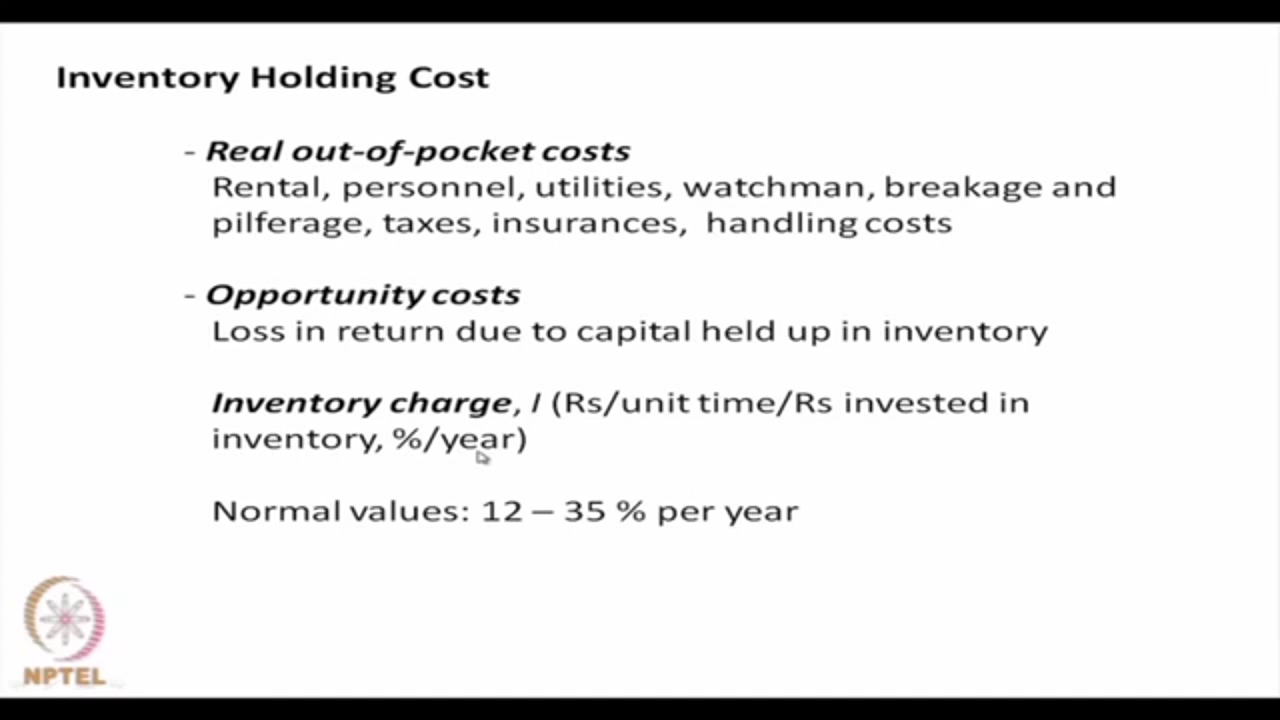 Inventory Holding Cost
- Real out-of-pocket costs
Rental, personnel, utilities, watchman, breakage and
pilferage, taxes, insurances, handling costs
- Opportunity costs
Loss in return due to capital held up in inventory
Inventory charge, I (Rs/unit time/Rs invested in
inventory, %/year)
Normal values: 12 – 35 % per year
NPTEL